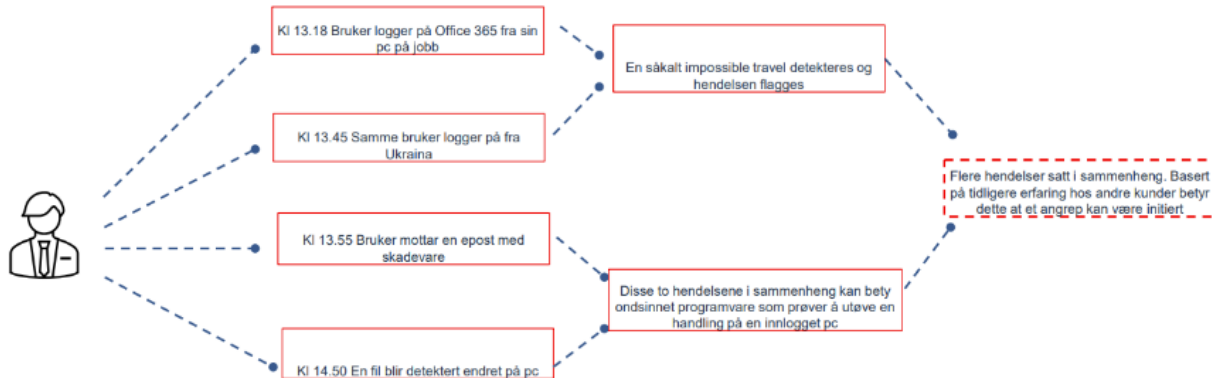 Kl 13.18 Bruker logger på Office 365 fra sin
pc på jobb
En såkalt impossible travel detekteres og
hendelsen flagges
Kl 13.45 Samme bruker logger på fra
Ukraina
Flere hendelser satt i sammenheng. Basert
på tidligere erfaring hos andre kunder betyr
dette at et angrep kan være initiert
Kl 13.55 Bruker mottar en epost med
skadevare
Disse to hendelsene i sammenheng kan bety
ondsinnet programvare som prøver å utøve en
handling på en innlogget pc
Kl 14.50 En fil blir detektert endret på pc